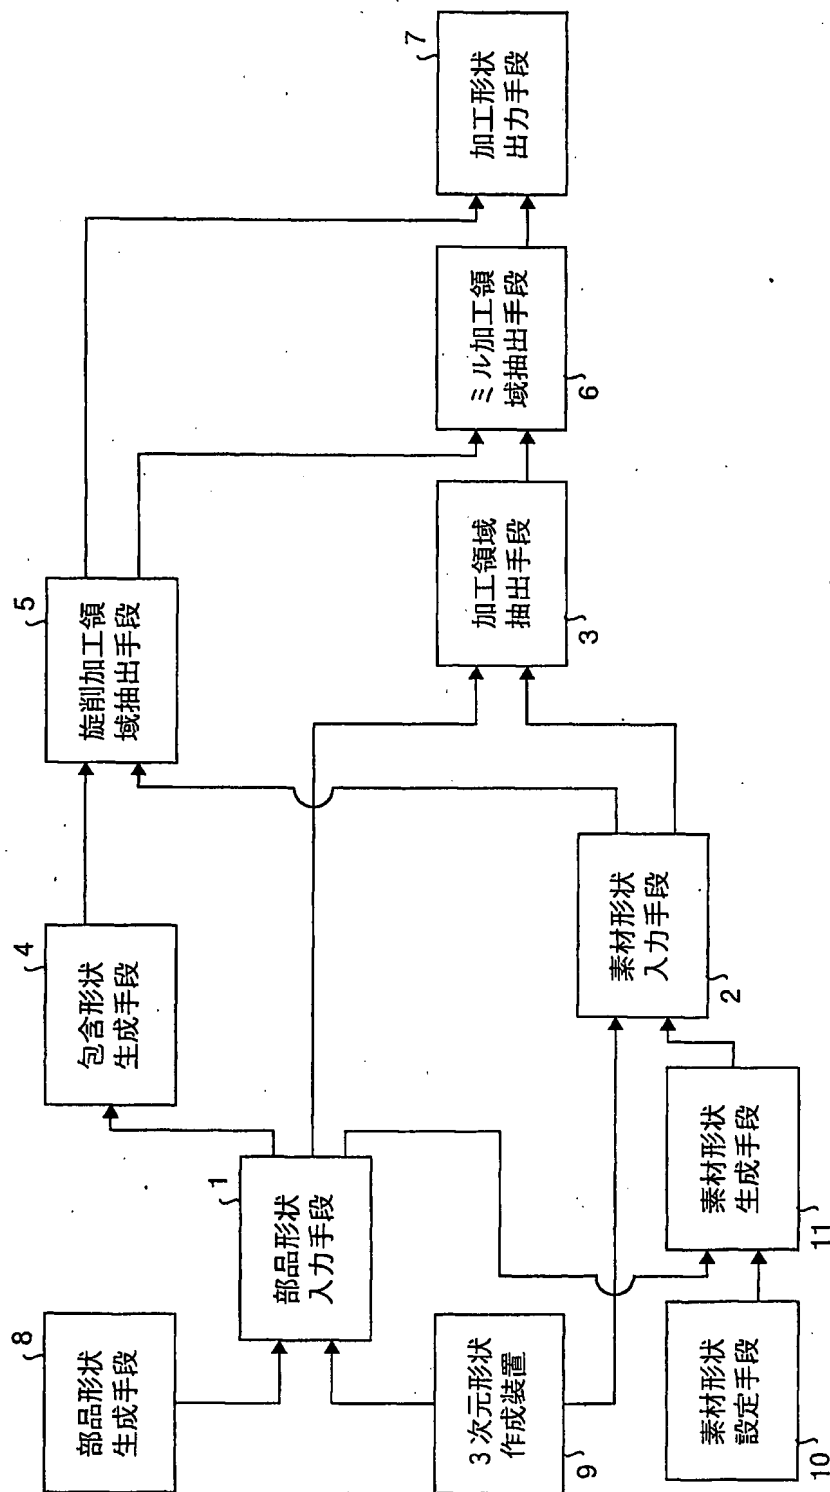 8
部品形状
生成手段
3次元形状
作成装置
9
素材形状
設定手段
10
1
部品形状
入力手段
素材形状
生成手段
11
4
包含形状
生成手段
素材形状
入力手段
2
5
旋削加工領
域抽出手段
加工領域
抽出手段
3
ミル加工領
域抽出手段
6
7
加工形状
出力手段